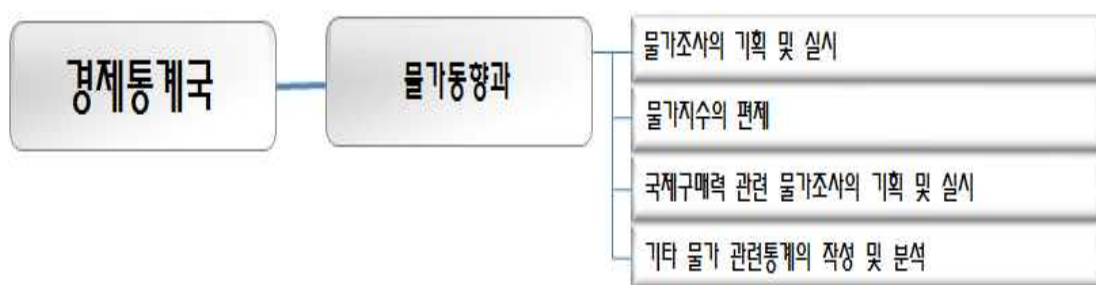 경제통계국
물가동향과
물가조사의 기획 및 실시
물가지수의 편제
국제구매력 관련 물가조사의 기획 및 실시
기타 물가 관련통계의 작성 및 분석